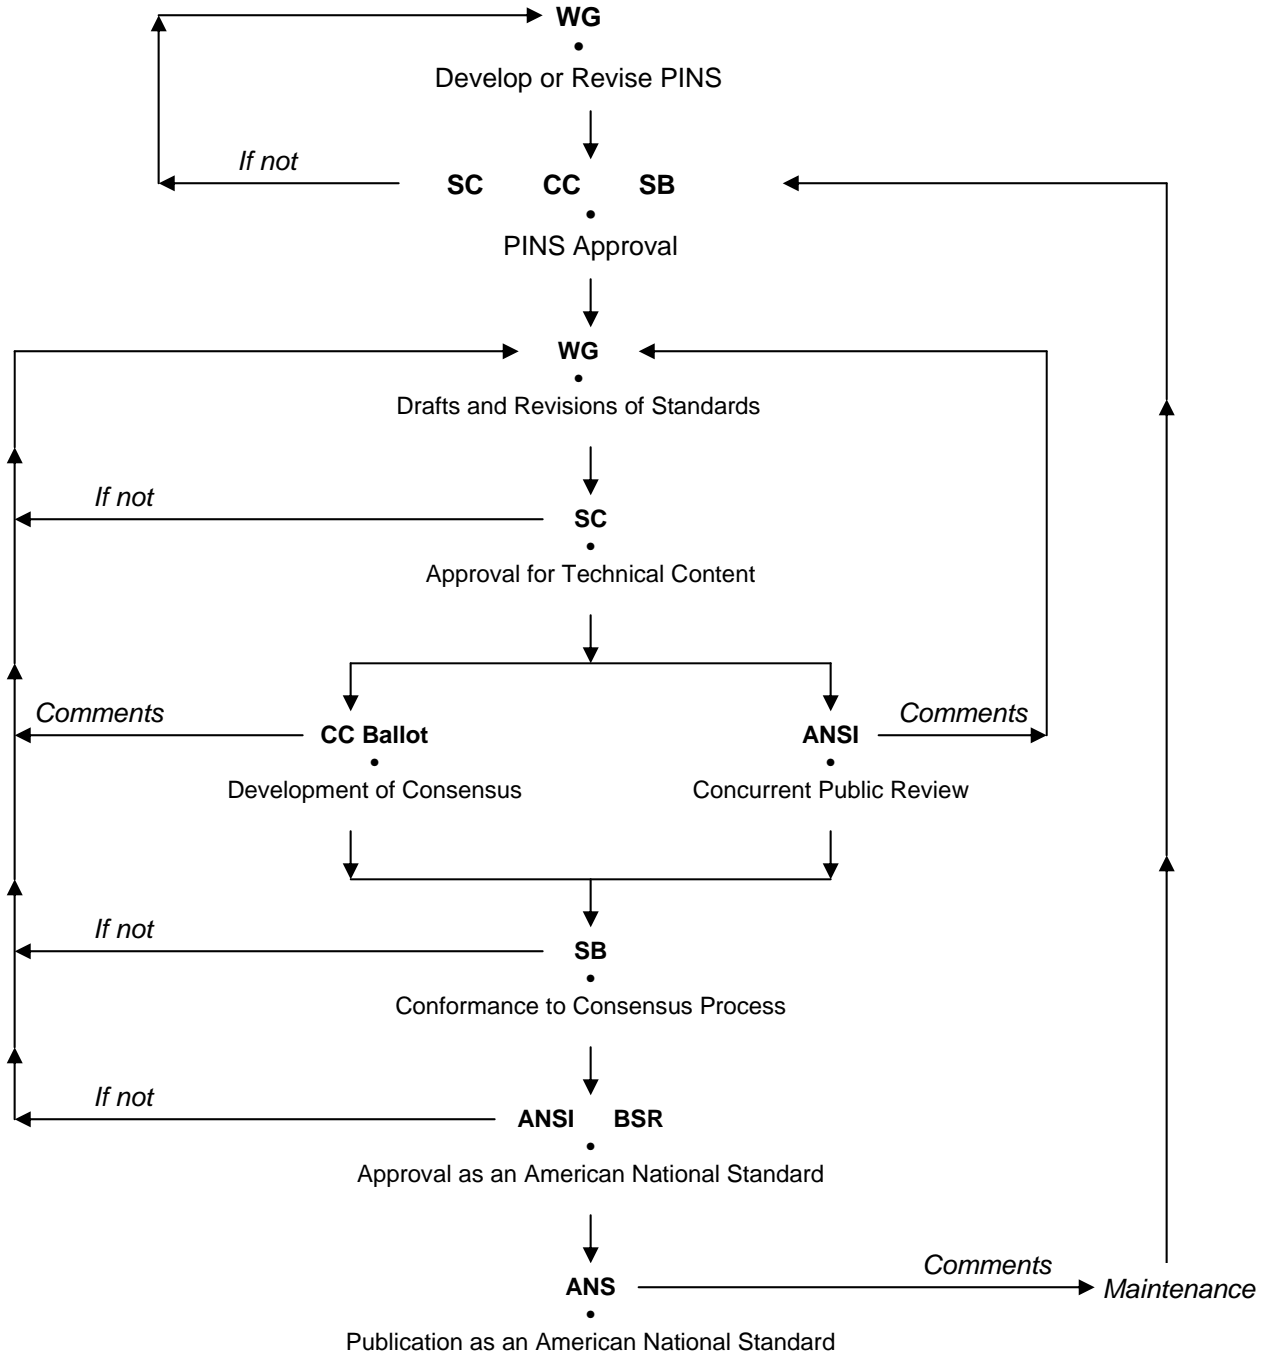 WG
•
Develop or Revise PINS
If not
SC CC SB
•
PINS Approval
WG
•
Drafts and Revisions of Standards
If not
SC
•
Approval for Technical Content
Comments
CC Ballot
•
Development of Consensus
ANSI
•
Concurrent Public Review
Comments
If not
SB
•
Conformance to Consensus Process
If not
ANSI BSR
•
Approval as an American National Standard
ANS
•
Publication as an American National Standard
Comments
Maintenance